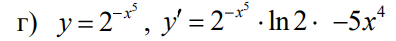 г) y = 2^{-x^5}, y′ = 2^{-x^5} · ln 2 · −5x^4